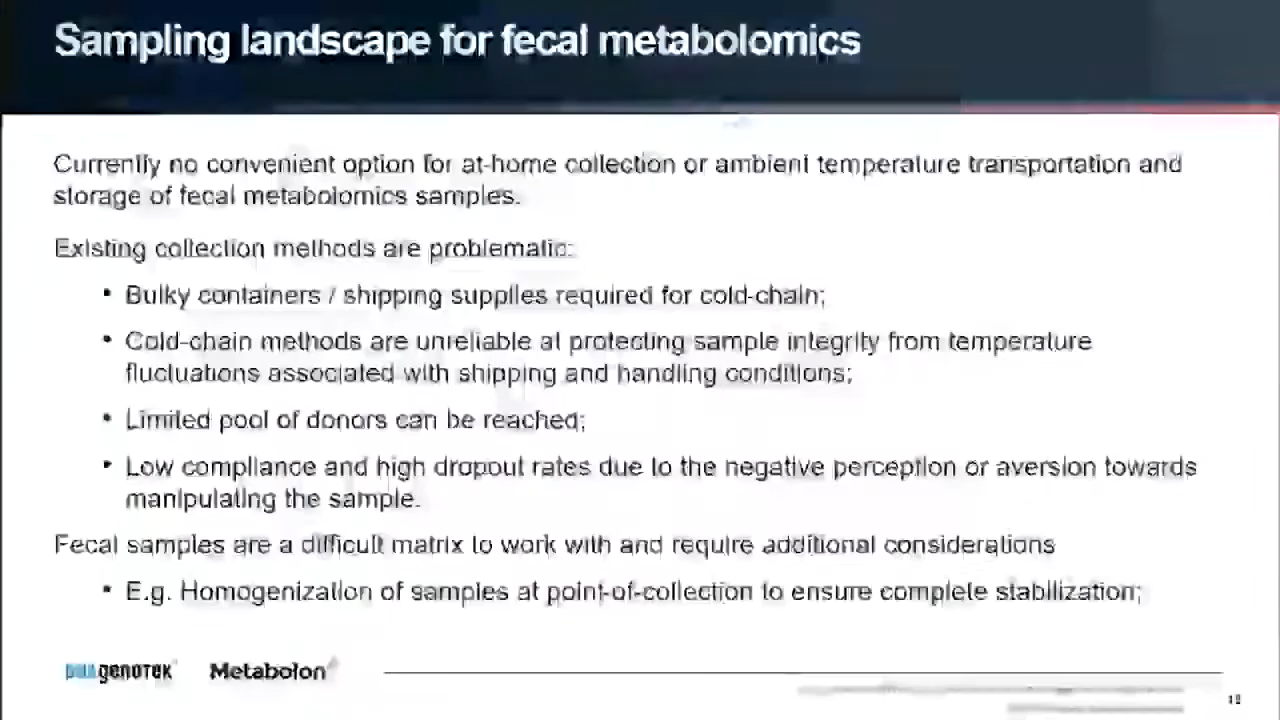 Sampling landscape for fecal metabolomics
Currently no convenient option for at-home collection or ambient temperature transportation and
storage of fecal metabolomics samples.
Existing collection methods are problematic:
• Bulky containers / shipping supplies required for cold-chain;
• Cold-chain methods are unreliable at protecting sample integrity from temperature
fluctuations associated with shipping and handling conditions;
• Limited pool of donors can be reached;
• Low compliance and high dropout rates due to the negative perception or aversion towards
manipulating the sample.
Fecal samples are a difficult matrix to work with and require additional considerations
• E.g. Homogenization of samples at point-of-collection to ensure complete stabilization;
DNAgenotek Metabolon